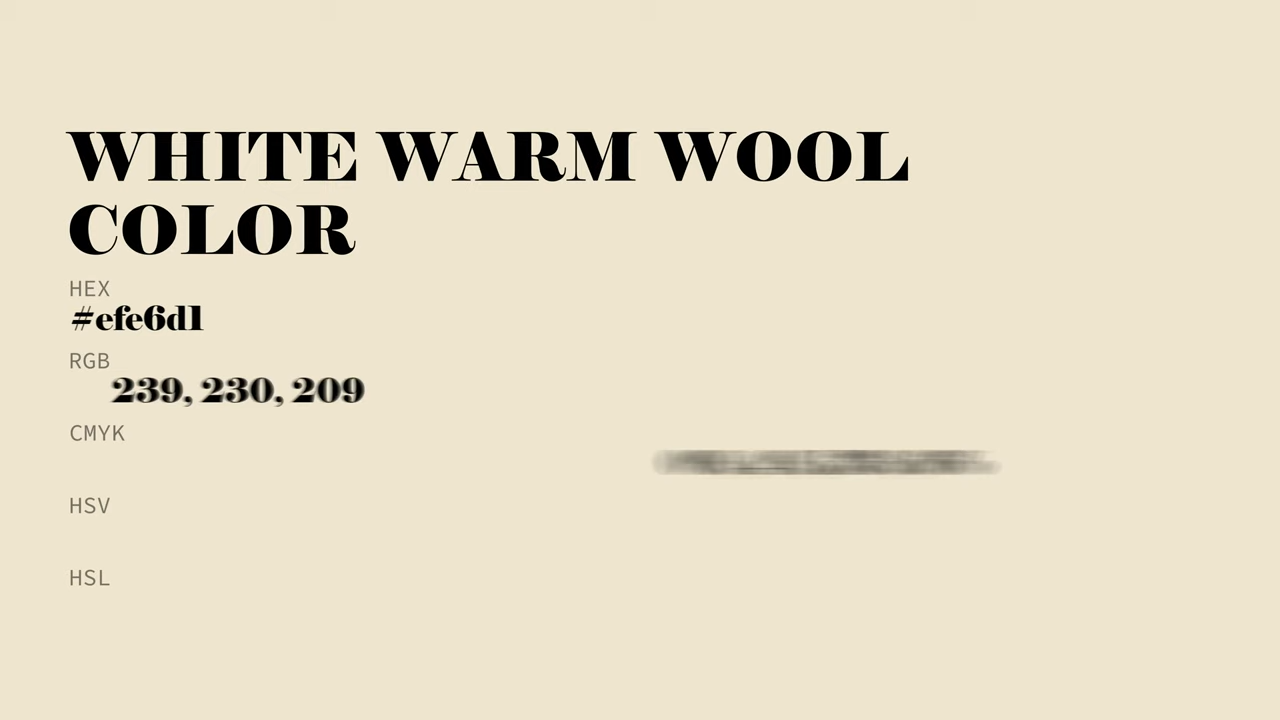 WHITE WARM WOOL
COLOR
HEX
#efe6d1
RGB
239, 230, 209
CMYK
HSV
HSL